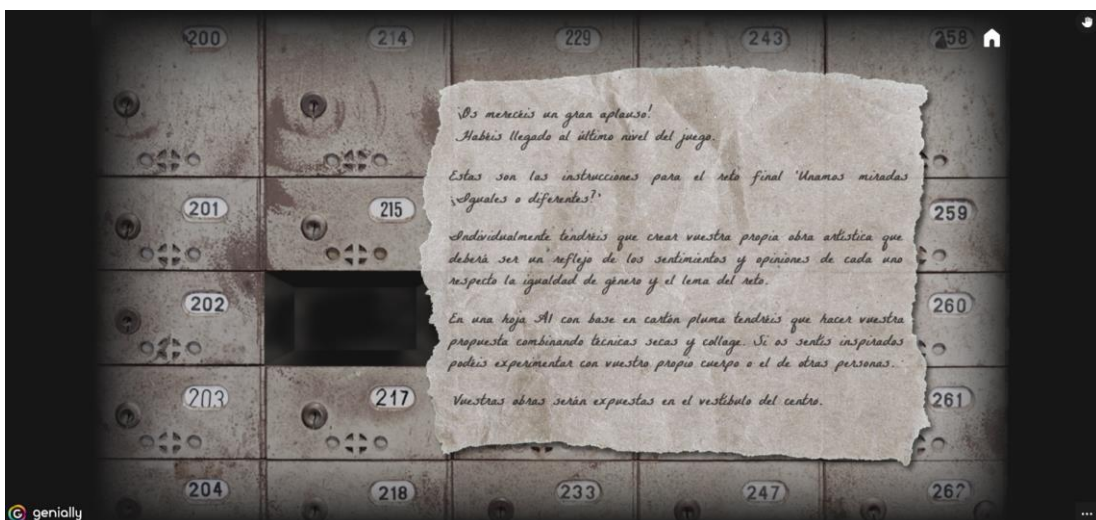 200
214
229
243
258
¡Os merecéis un gran aplauso!
Habéis llegado al último nivel del juego.
Estas son las instrucciones para el reto final 'Unamos miradas
¿Iguales o diferentes?'
Individualmente tendréis que crear vuestra propia obra artística que
deberá ser un reflejo de los sentimientos y opiniones de cada uno
respecto la igualdad de género y el lema del reto.
En una hoja A1 con base en cartón pluma tendréis que hacer vuestra
propuesta combinando técnicas secas y collage. Si os sentís inspirados
podéis experimentar con vuestro propio cuerpo o el de otras personas.
Vuestras obras serán expuestas en el vestíbulo del centro.
201
215
259
202
260
203
217
261
204
218
233
247
262
genially